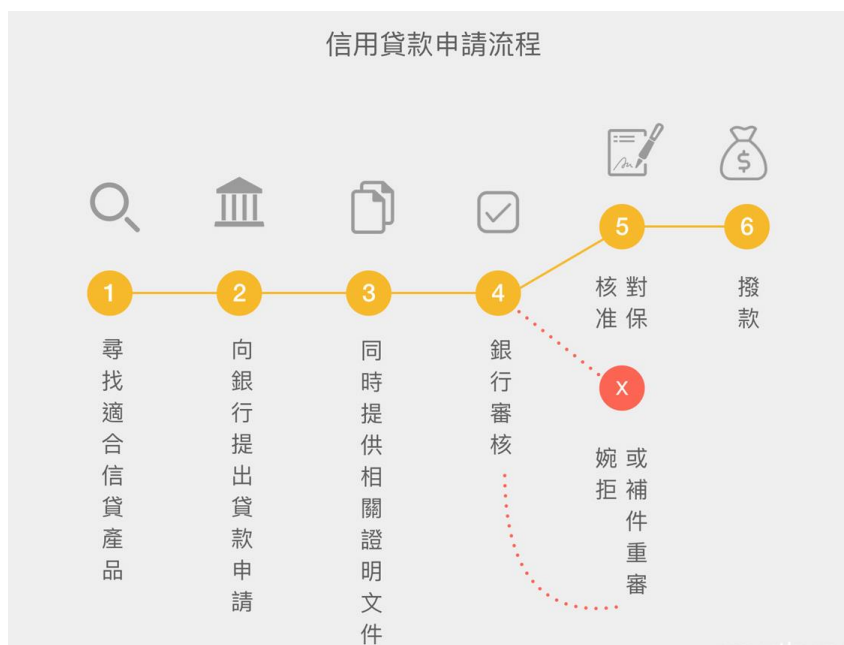 信用貸款申請流程
1
尋找適合信貸產品
2
向銀行提出貸款申請
3
同時提供相關證明文件
4
銀行審核
5
核准
對保
6
$
撥款
X
婉拒
或補件重審